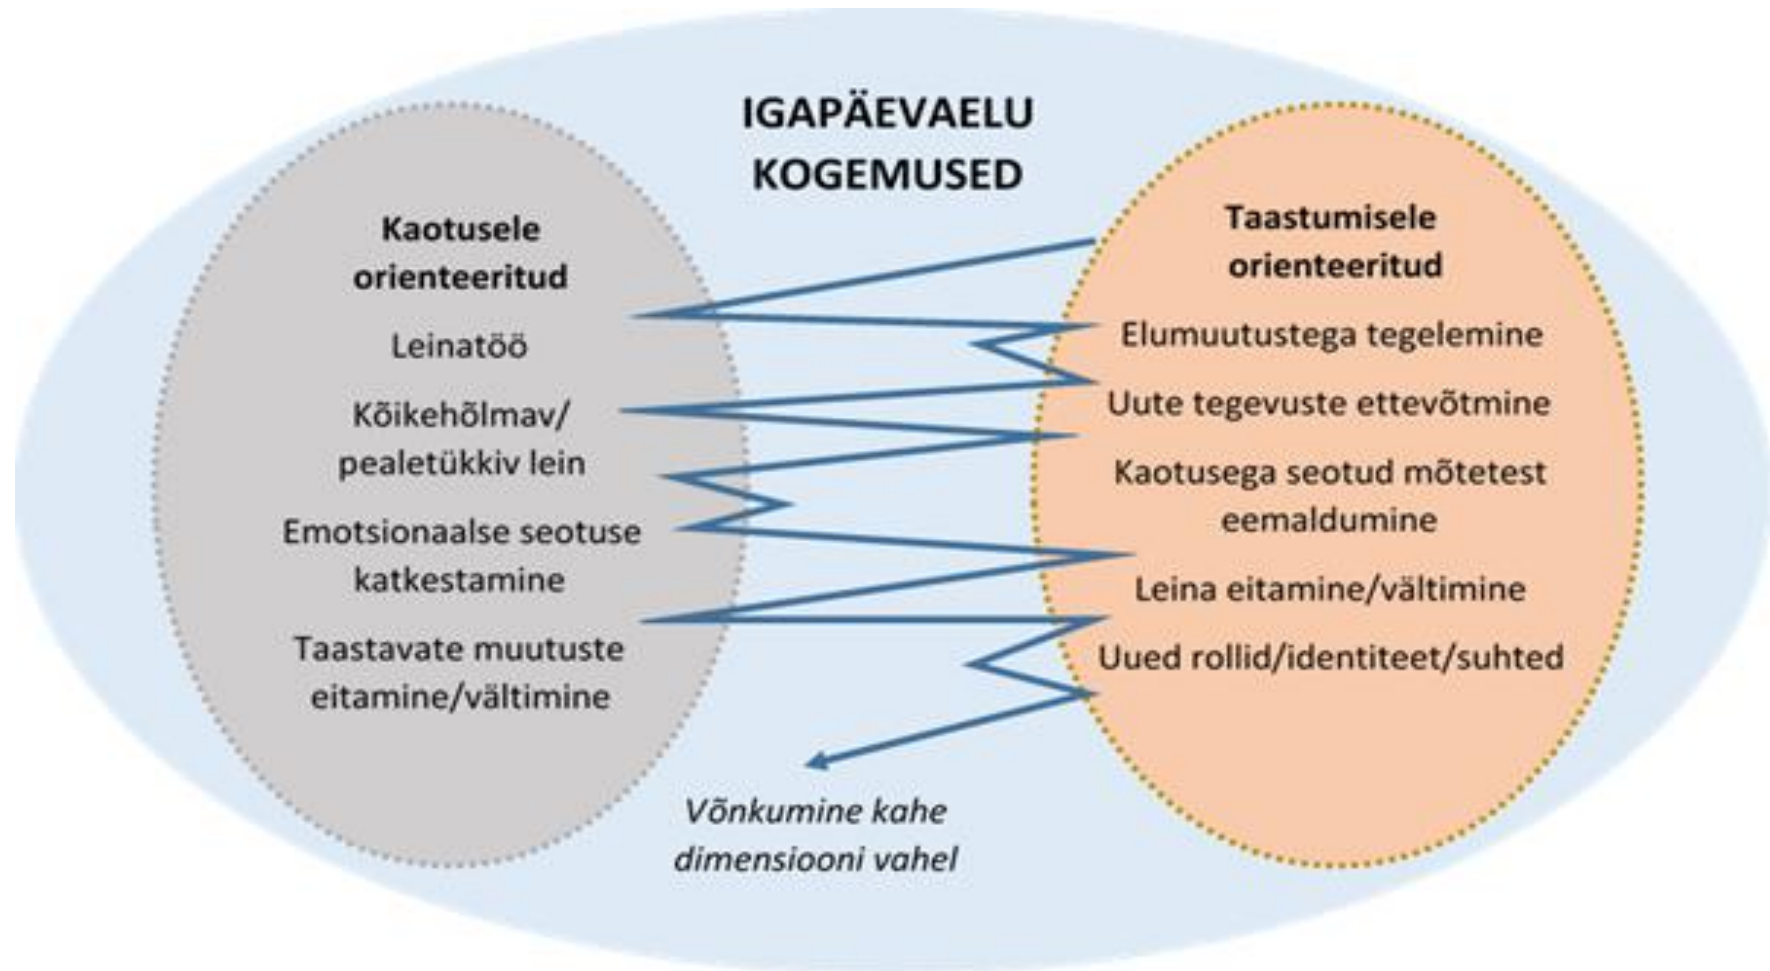 IGAPÄEVAELU
KOGEMUSED
Kaotusele
orienteeritud
Leinatöö
Kõikehõlmav/
pealetükkiv lein
Emotsionaalse seotuse
katkestamine
Taastavate muutuste
eitamine/vältimine
Taastumisele
orienteeritud
Elumuutustega tegelemine
Uute tegevuste ettevõtmine
Kaotusega seotud mõtetest
eemaldumine
Leina eitamine/vältimine
Uued rollid/identiteet/suhted
Võnkumine kahe
dimensiooni vahel